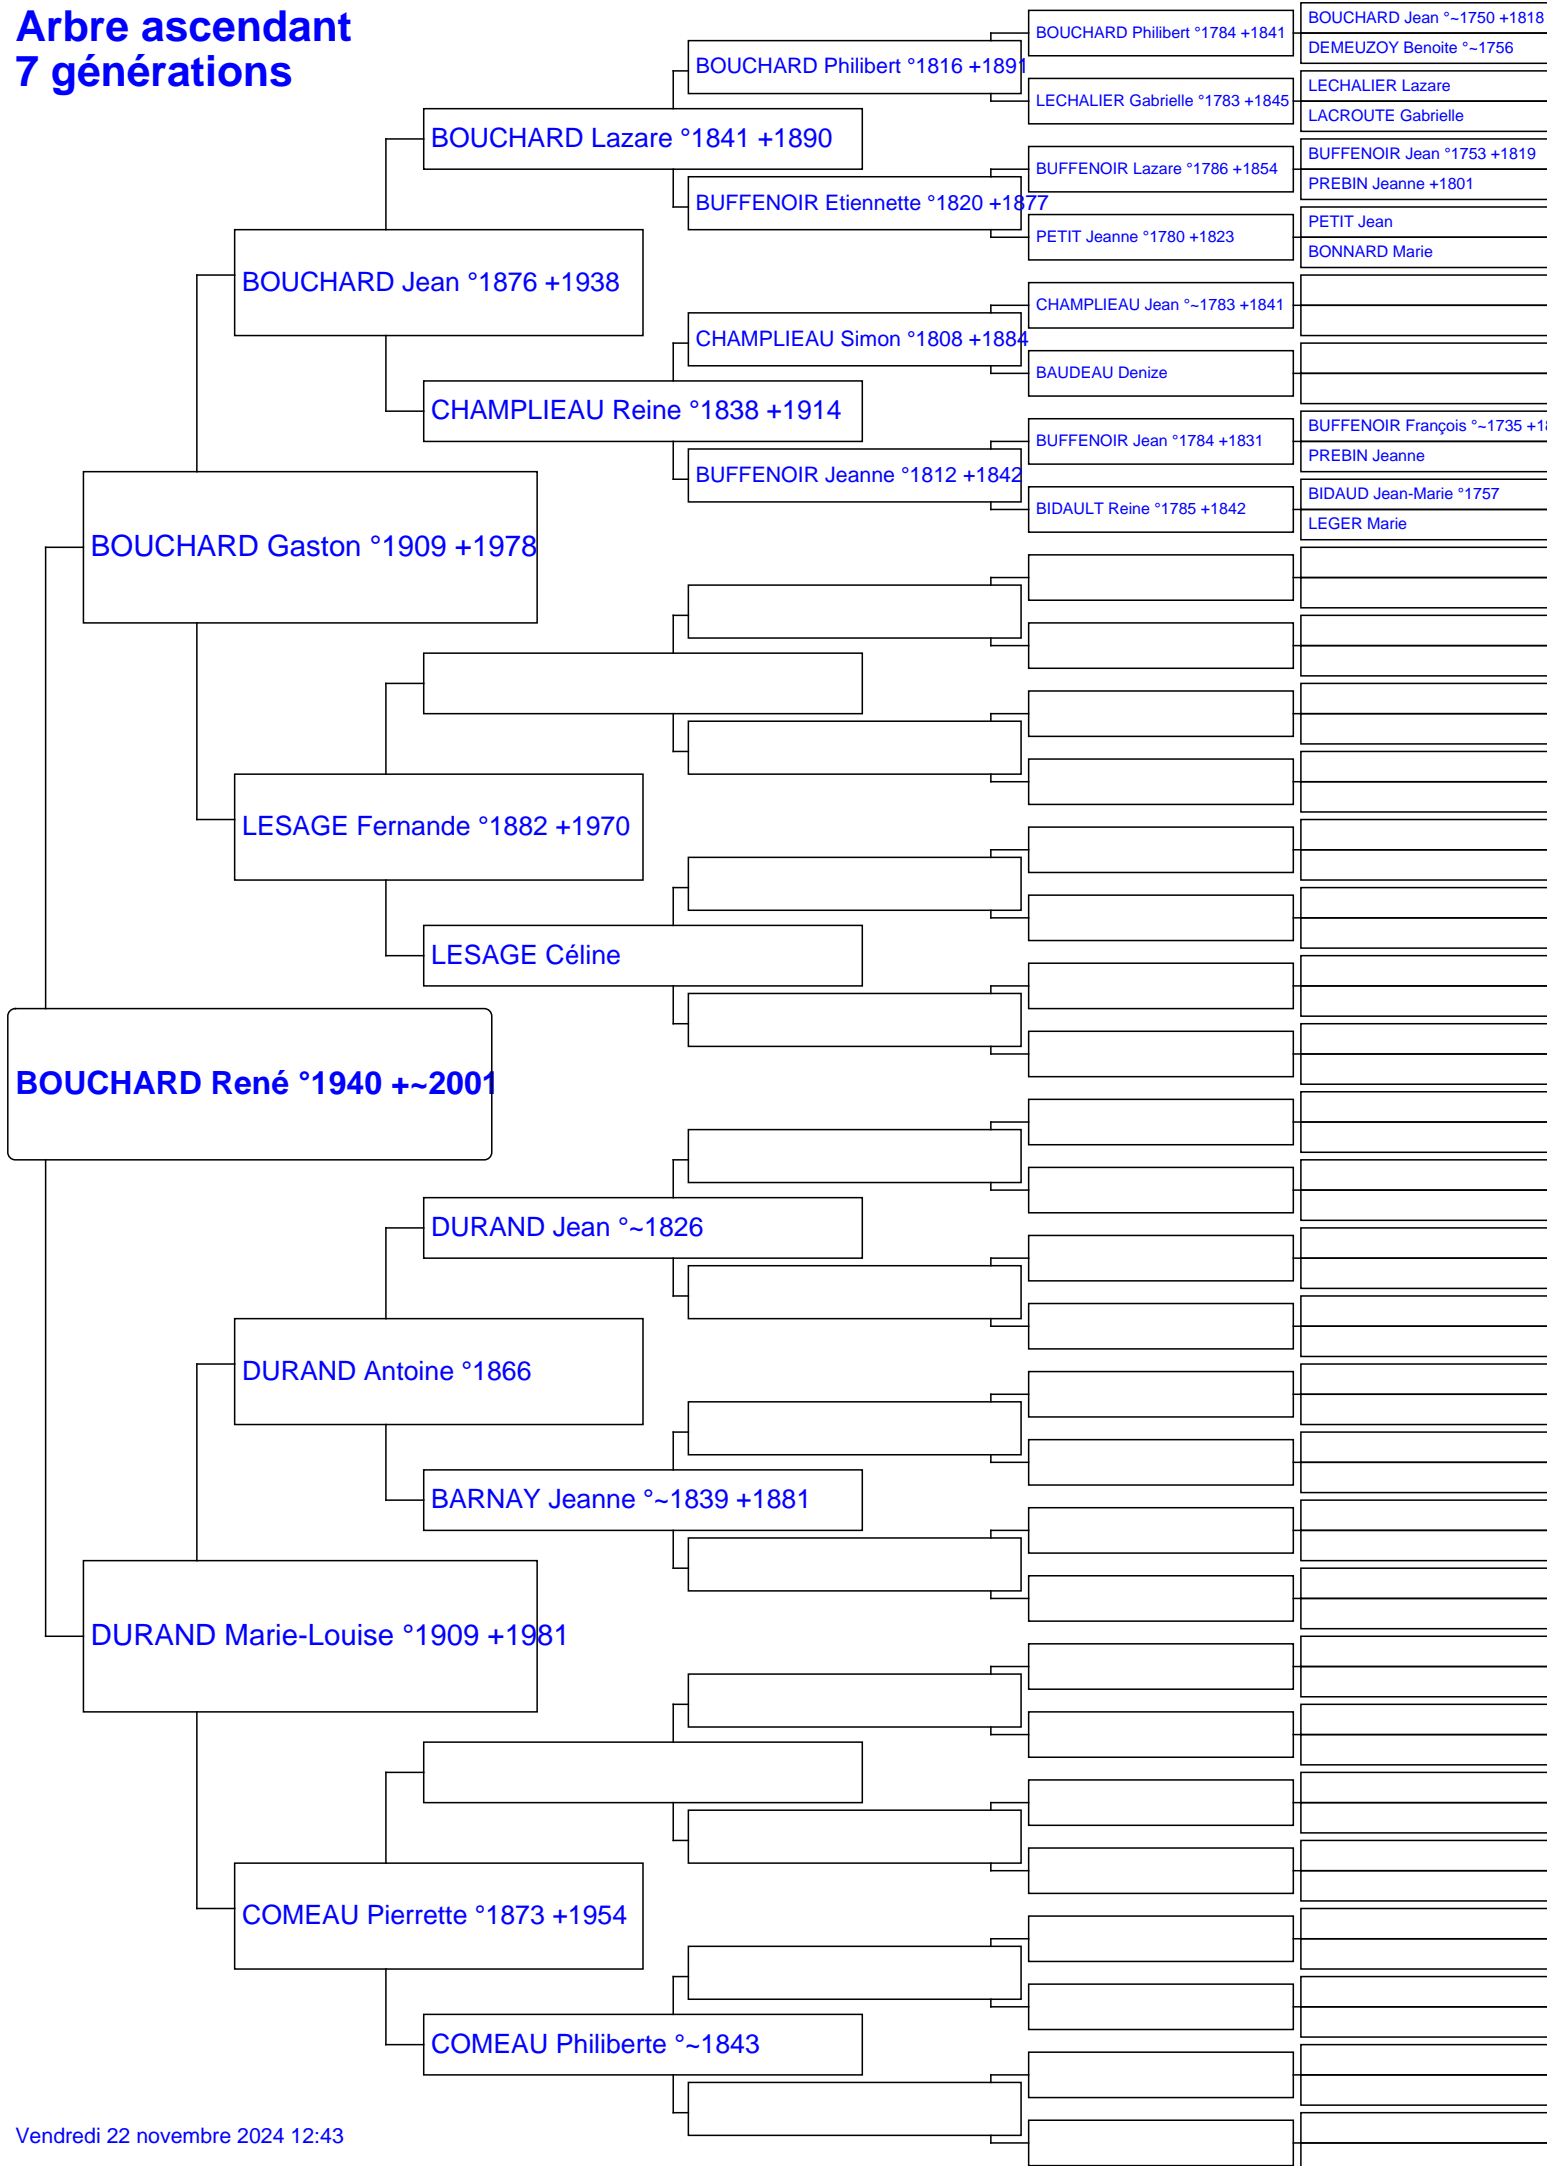 Arbre ascendant
7 générations
BOUCHARD Jean °~1750 +1818
BOUCHARD Philibert °1784 +1841
DEMEUZOY Benoite °~1756
BOUCHARD Philibert °1816 +1891
LECHALIER Lazare
LECHALIER Gabrielle °1783 +1845
LACROUTE Gabrielle
BOUCHARD Lazare °1841 +1890
BUFFENOIR Jean °1753 +1819
BUFFENOIR Lazare °1786 +1854
PREBIN Jeanne +1801
BUFFENOIR Etiennette °1820 +1877
PETIT Jean
PETIT Jeanne °1780 +1823
BONNARD Marie
BOUCHARD Jean °1876 +1938
CHAMPLIEAU Jean °~1783 +1841
CHAMPLIEAU Simon °1808 +1884
BAUDEAU Denize
CHAMPLIEAU Reine °1838 +1914
BUFFENOIR François °~1735
BUFFENOIR Jean °1784 +1831
PREBIN Jeanne
BUFFENOIR Jeanne °1812 +1842
BIDAUD Jean-Marie °1757
BIDAULT Reine °1785 +1842
LEGER Marie
BOUCHARD Gaston °1909 +1978
LESAGE Fernande °1882 +1970
LESAGE Céline
BOUCHARD René °1940 +~2001
DURAND Jean °~1826
DURAND Antoine °1866
BARNAY Jeanne °~1839 +1881
DURAND Marie-Louise °1909 +1981
COMEAU Pierrette °1873 +1954
COMEAU Philiberte °~1843
Vendredi 22 novembre 2024 12:43